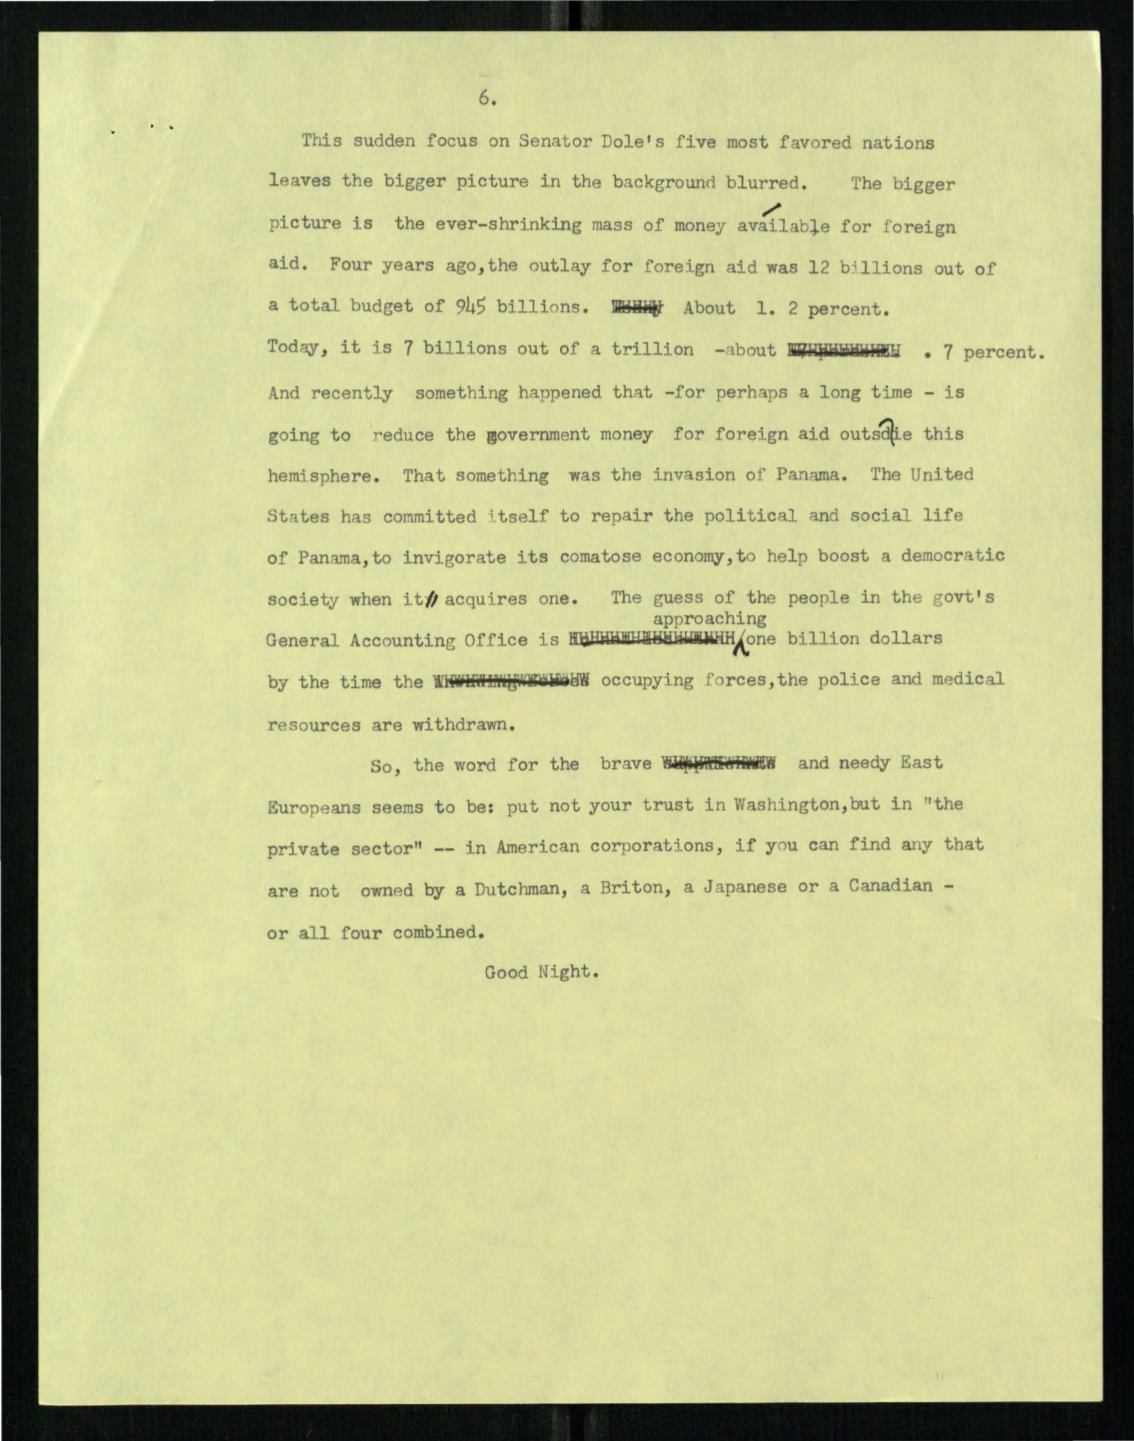 6.
This sudden focus on Senator Dole's five most favored nations
leaves the bigger picture in the background blurred. The bigger
picture is the ever-shrinking mass of money available for foreign
aid. Four years ago,the outlay for foreign aid was 12 billions out of
a total budget of 945 billions. About 1. 2 percent.
Today, it is 7 billions out of a trillion -about . 7 percent.
And recently something happened that -for perhaps a long time - is
going to reduce the government money for foreign aid outsdie this
hemisphere. That something was the invasion of Panama. The United
States has committed itself to repair the political and social life
of Panama,to invigorate its comatose economy,to help boost a democratic
society when it acquires one. The guess of the people in the govt's
approaching
General Accounting Office is one billion dollars
by the time the occupying forces,the police and medical
resources are withdrawn.
So, the word for the brave and needy East
Europeans seems to be: put not your trust in Washington,but in "the
private sector" -- in American corporations, if you can find any that
are not owned by a Dutchman, a Briton, a Japanese or a Canadian -
or all four combined.
Good Night.